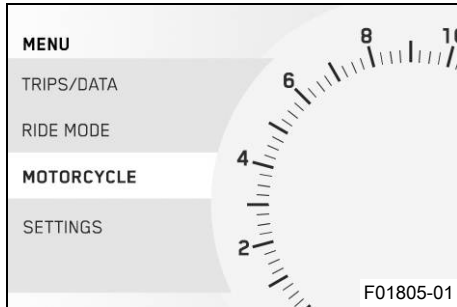 MENU
TRIPS/DATA
RIDE MODE
MOTORCYCLE
SETTINGS
8
6
4
2
F01805-01